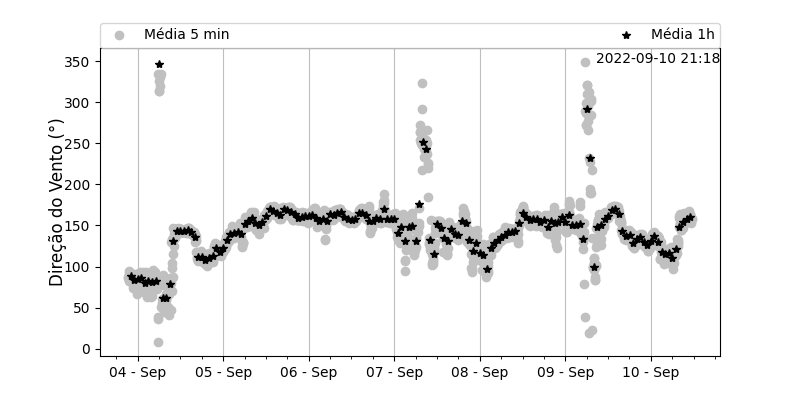 Média 5 min
Média 1h
2022-09-10 21:18
Direção do Vento (°)
350
300
250
200
150
100
50
0
04 - Sep
05 - Sep
06 - Sep
07 - Sep
08 - Sep
09 - Sep
10 - Sep